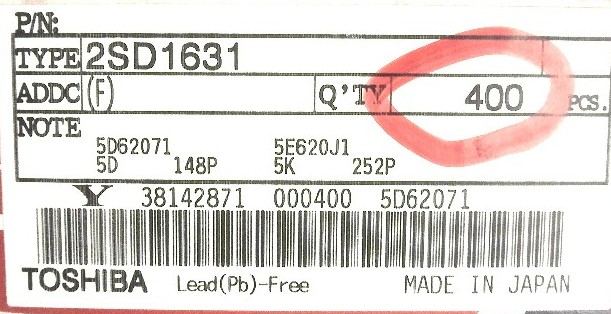 P/N:
TYPE 2SD1631
ADDC (F) Q'TY 400 PCS.
NOTE
5D62071 5E620J1
5D 148P 5K 252P
Y 38142871 000400 5D62071
TOSHIBA Lead(Pb)-Free MADE IN JAPAN